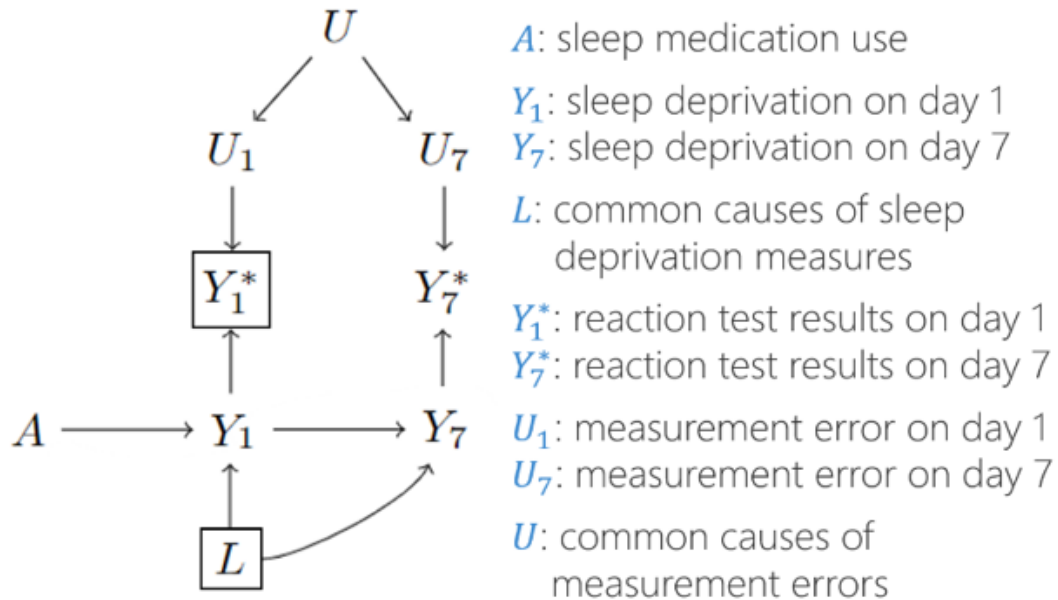 U
U₁ U₇
Y₁* Y₇*
A Y₁ Y₇
L
A: sleep medication use
Y₁: sleep deprivation on day 1
Y₇: sleep deprivation on day 7
L: common causes of sleep
deprivation measures
Y₁*: reaction test results on day 1
Y₇*: reaction test results on day 7
U₁: measurement error on day 1
U₇: measurement error on day 7
U: common causes of
measurement errors